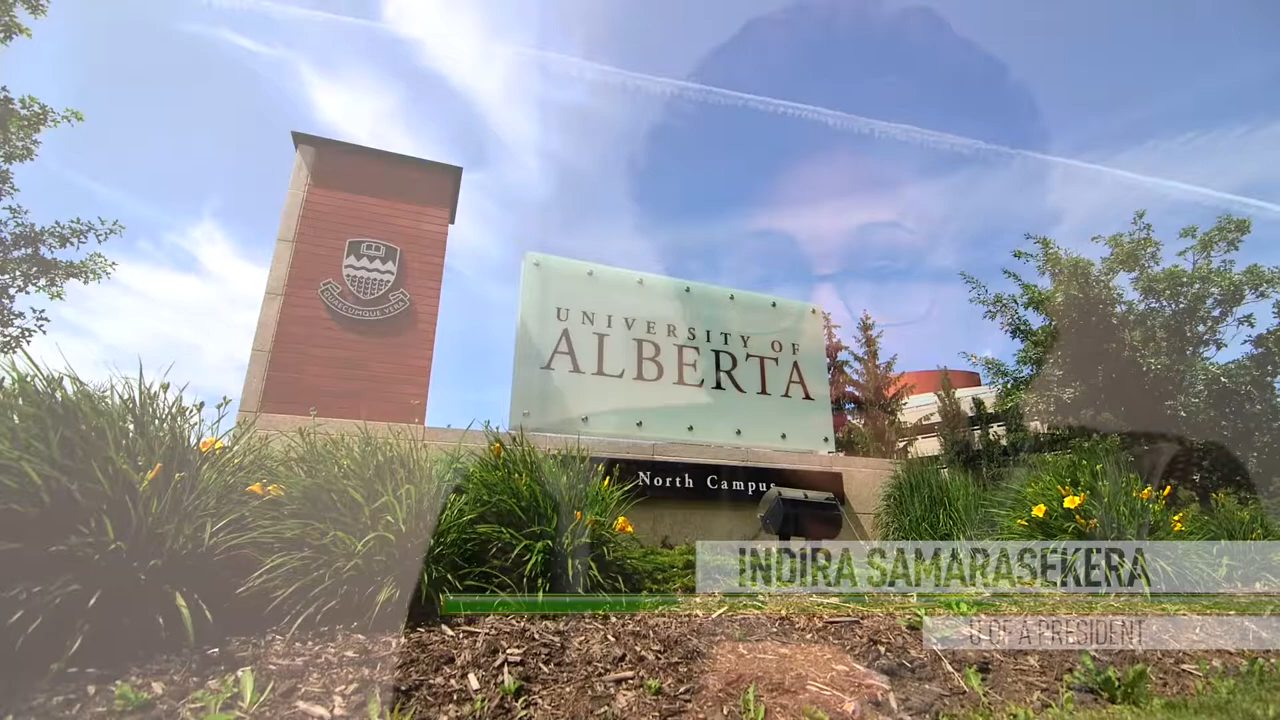 QUAECUMQUE VERA
UNIVERSITY OF
ALBERTA
North Campus
INDIRA SAMARASEKERA
U OF A PRESIDENT